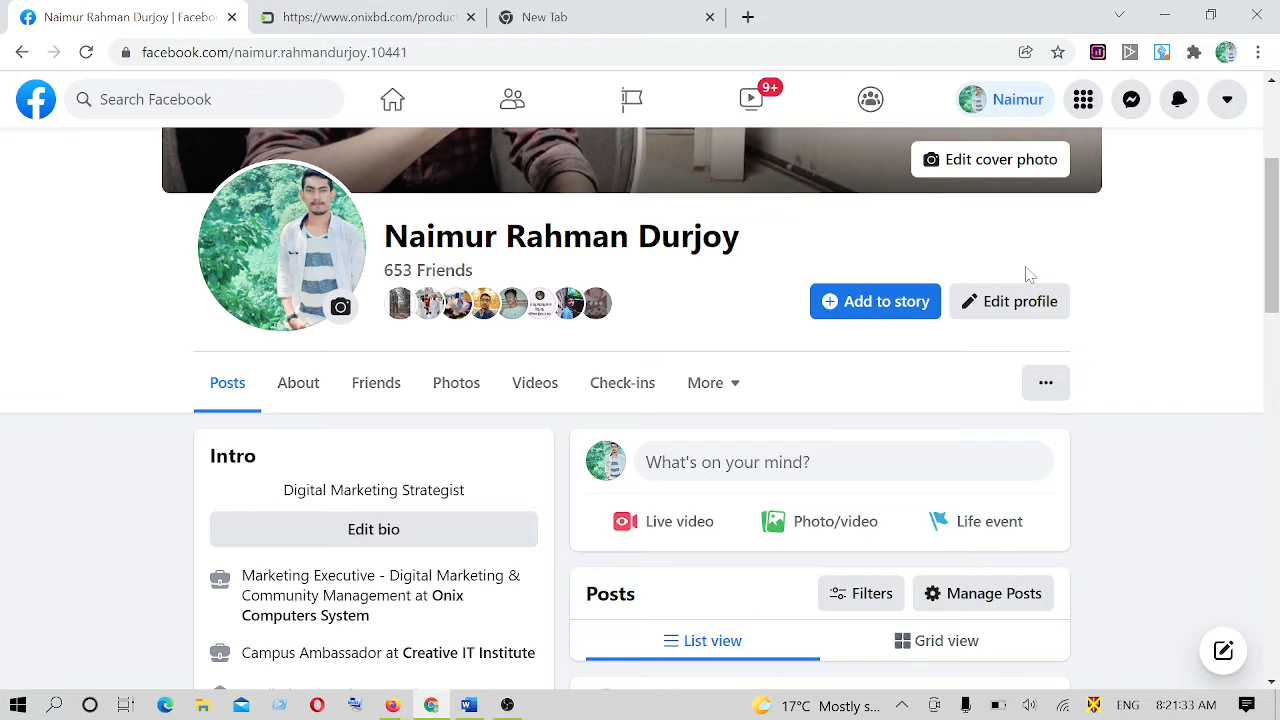 Naimur Rahman Durjoy | Facebo
https://www.onixbd.com/produc
New Tab
facebook.com/naimur.rahmandurjoy.10441
Search Facebook
9+
Naimur
Edit cover photo
Naimur Rahman Durjoy
653 Friends
Add to story
Edit profile
Posts
About
Friends
Photos
Videos
Check-ins
More
Intro
Digital Marketing Strategist
Edit bio
Marketing Executive - Digital Marketing &
Community Management at Onix
Computers System
Campus Ambassador at Creative IT Institute
What's on your mind?
Live video
Photo/video
Life event
Posts
Filters
Manage Posts
List view
Grid view
17°C Mostly s...
ENG
8:21:33 AM